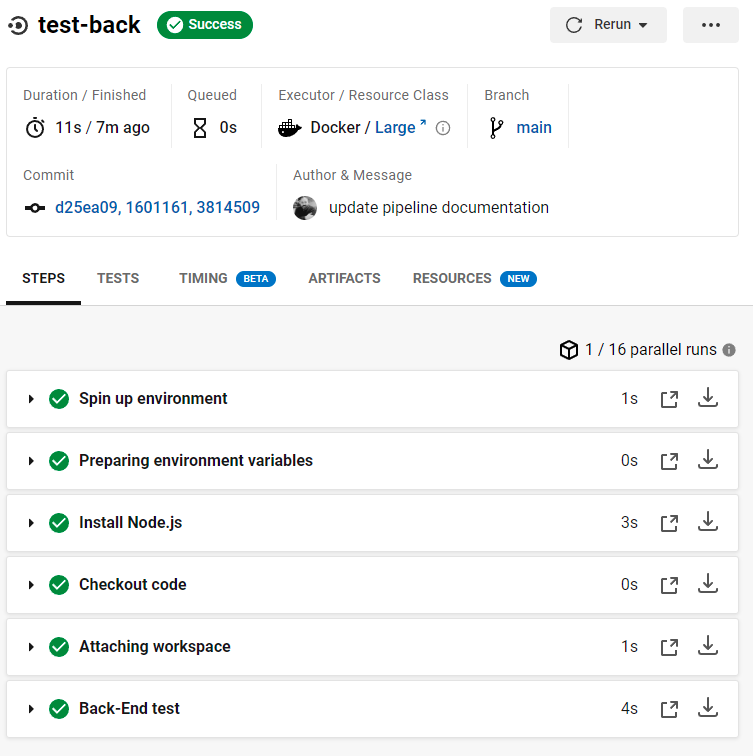 test-back Success Rerun
Duration / Finished Queued Executor / Resource Class Branch
11s / 7m ago 0s Docker / Large main
Commit Author & Message
d25ea09, 1601161, 3814509 update pipeline documentation
STEPS TESTS TIMING BETA ARTIFACTS RESOURCES NEW
1 / 16 parallel runs
Spin up environment 1s
Preparing environment variables 0s
Install Node.js 3s
Checkout code 0s
Attaching workspace 1s
Back-End test 4s